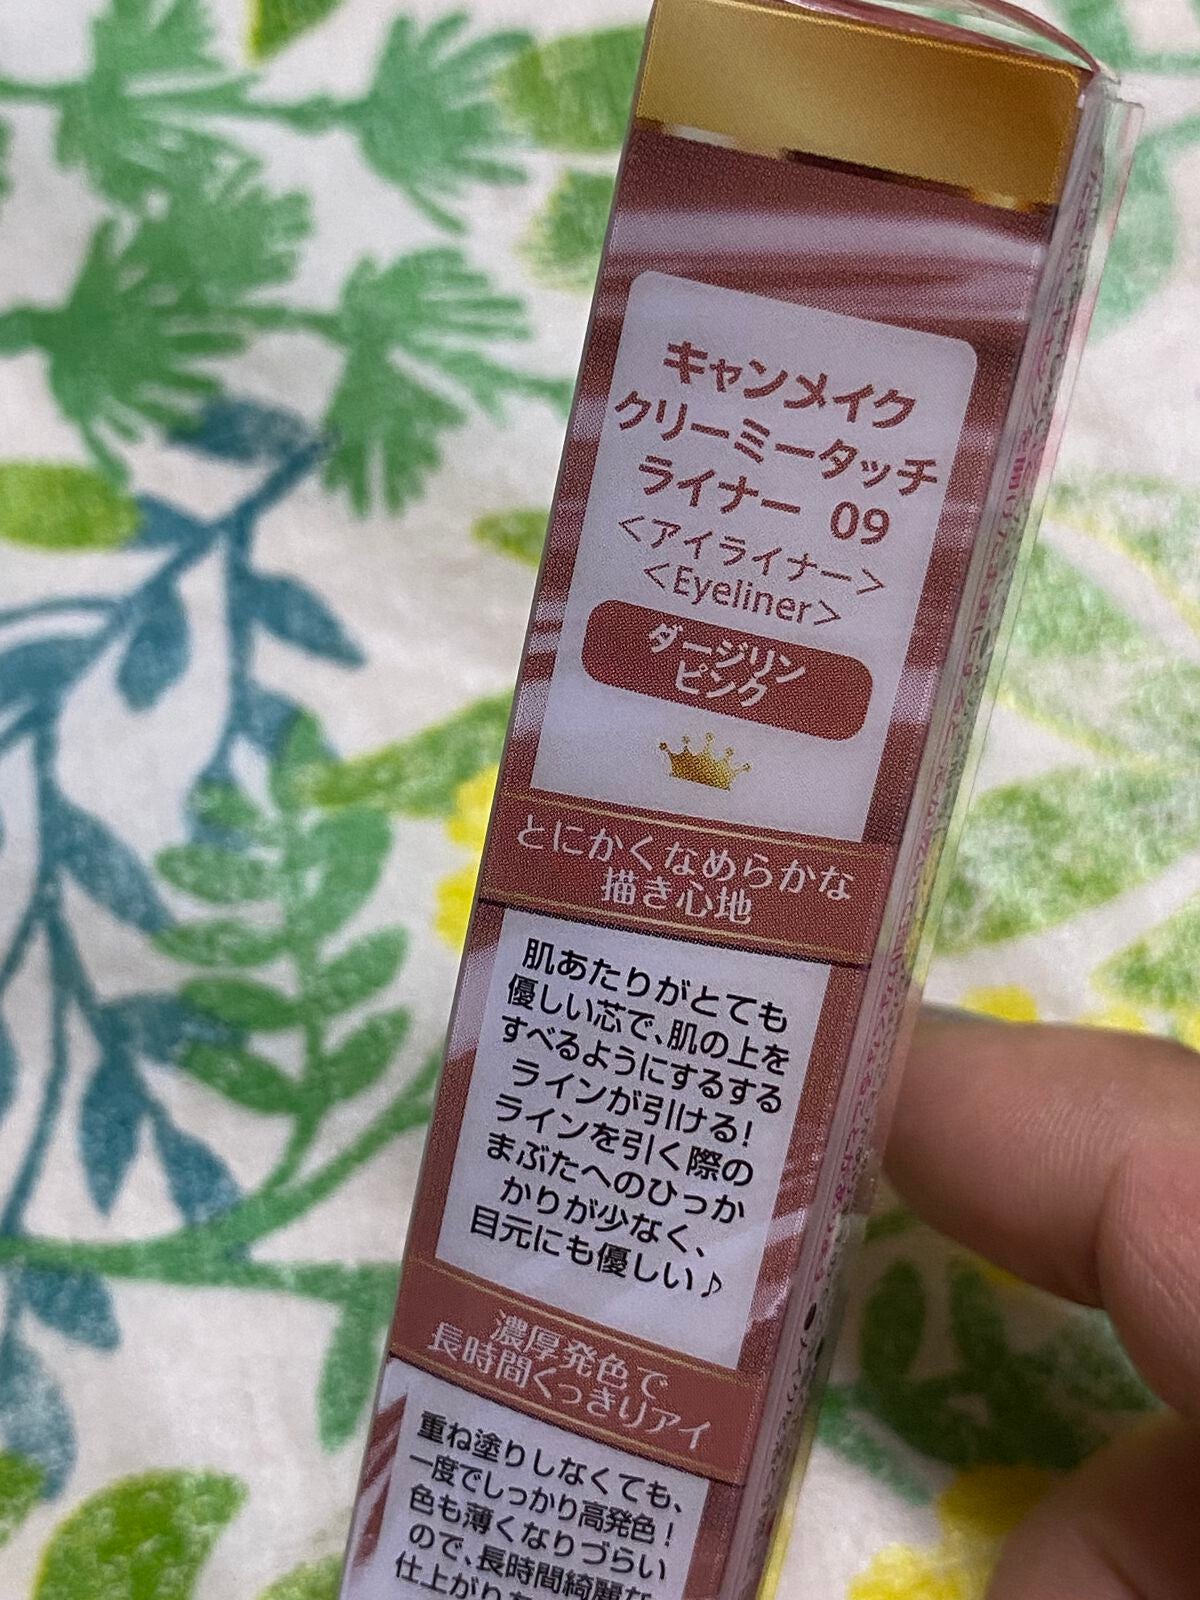 キャンメイク
クリーミータッチ
ライナー 09
<アイライナー>
<Eyeliner>
ダージリン
ピンク
とにかくなめらかな
描き心地
肌あたりがとても
優しい芯で、肌の上を
すべるようにするする
ラインが引ける!
ラインを引く際の
まぶたへのひっか
かりが少なく、
目元にも優しい♪
濃厚発色で
長時間くっきりアイ
重ね塗りしなくても、
一度でしっかり高発色!
色も薄くなりづらい
ので、長時間綺麗な
仕上がり